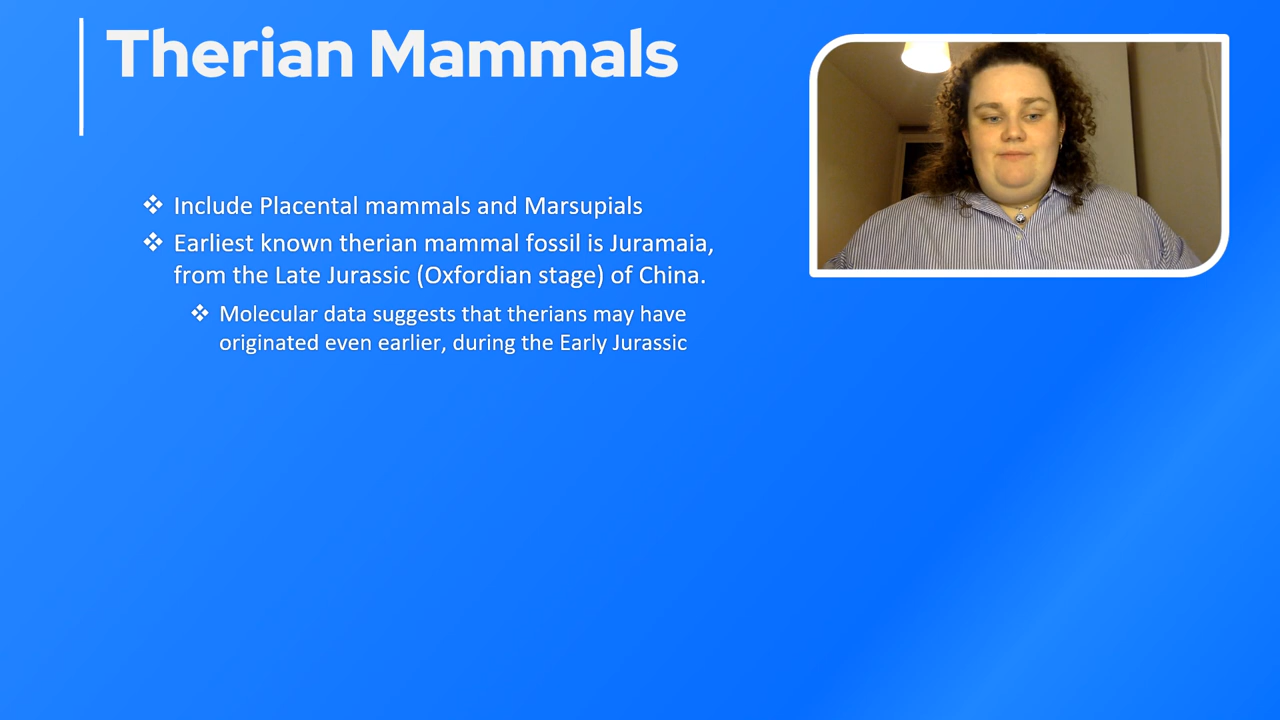 Therian Mammals
❖ Include Placental mammals and Marsupials
❖ Earliest known therian mammal fossil is Juramaia,
from the Late Jurassic (Oxfordian stage) of China.
❖ Molecular data suggests that therians may have
originated even earlier, during the Early Jurassic